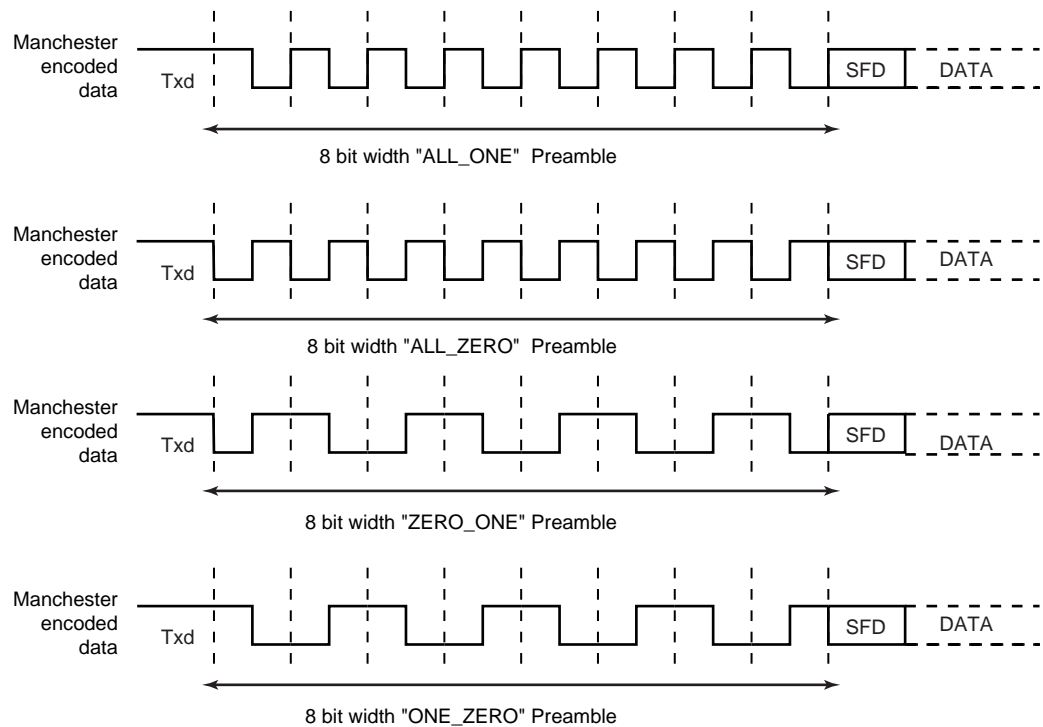 Manchester
encoded
data
Txd
SFD
DATA
8 bit width "ALL_ONE" Preamble
Manchester
encoded
data
Txd
SFD
DATA
8 bit width "ALL_ZERO" Preamble
Manchester
encoded
data
Txd
SFD
DATA
8 bit width "ZERO_ONE" Preamble
Manchester
encoded
data
Txd
SFD
DATA
8 bit width "ONE_ZERO" Preamble